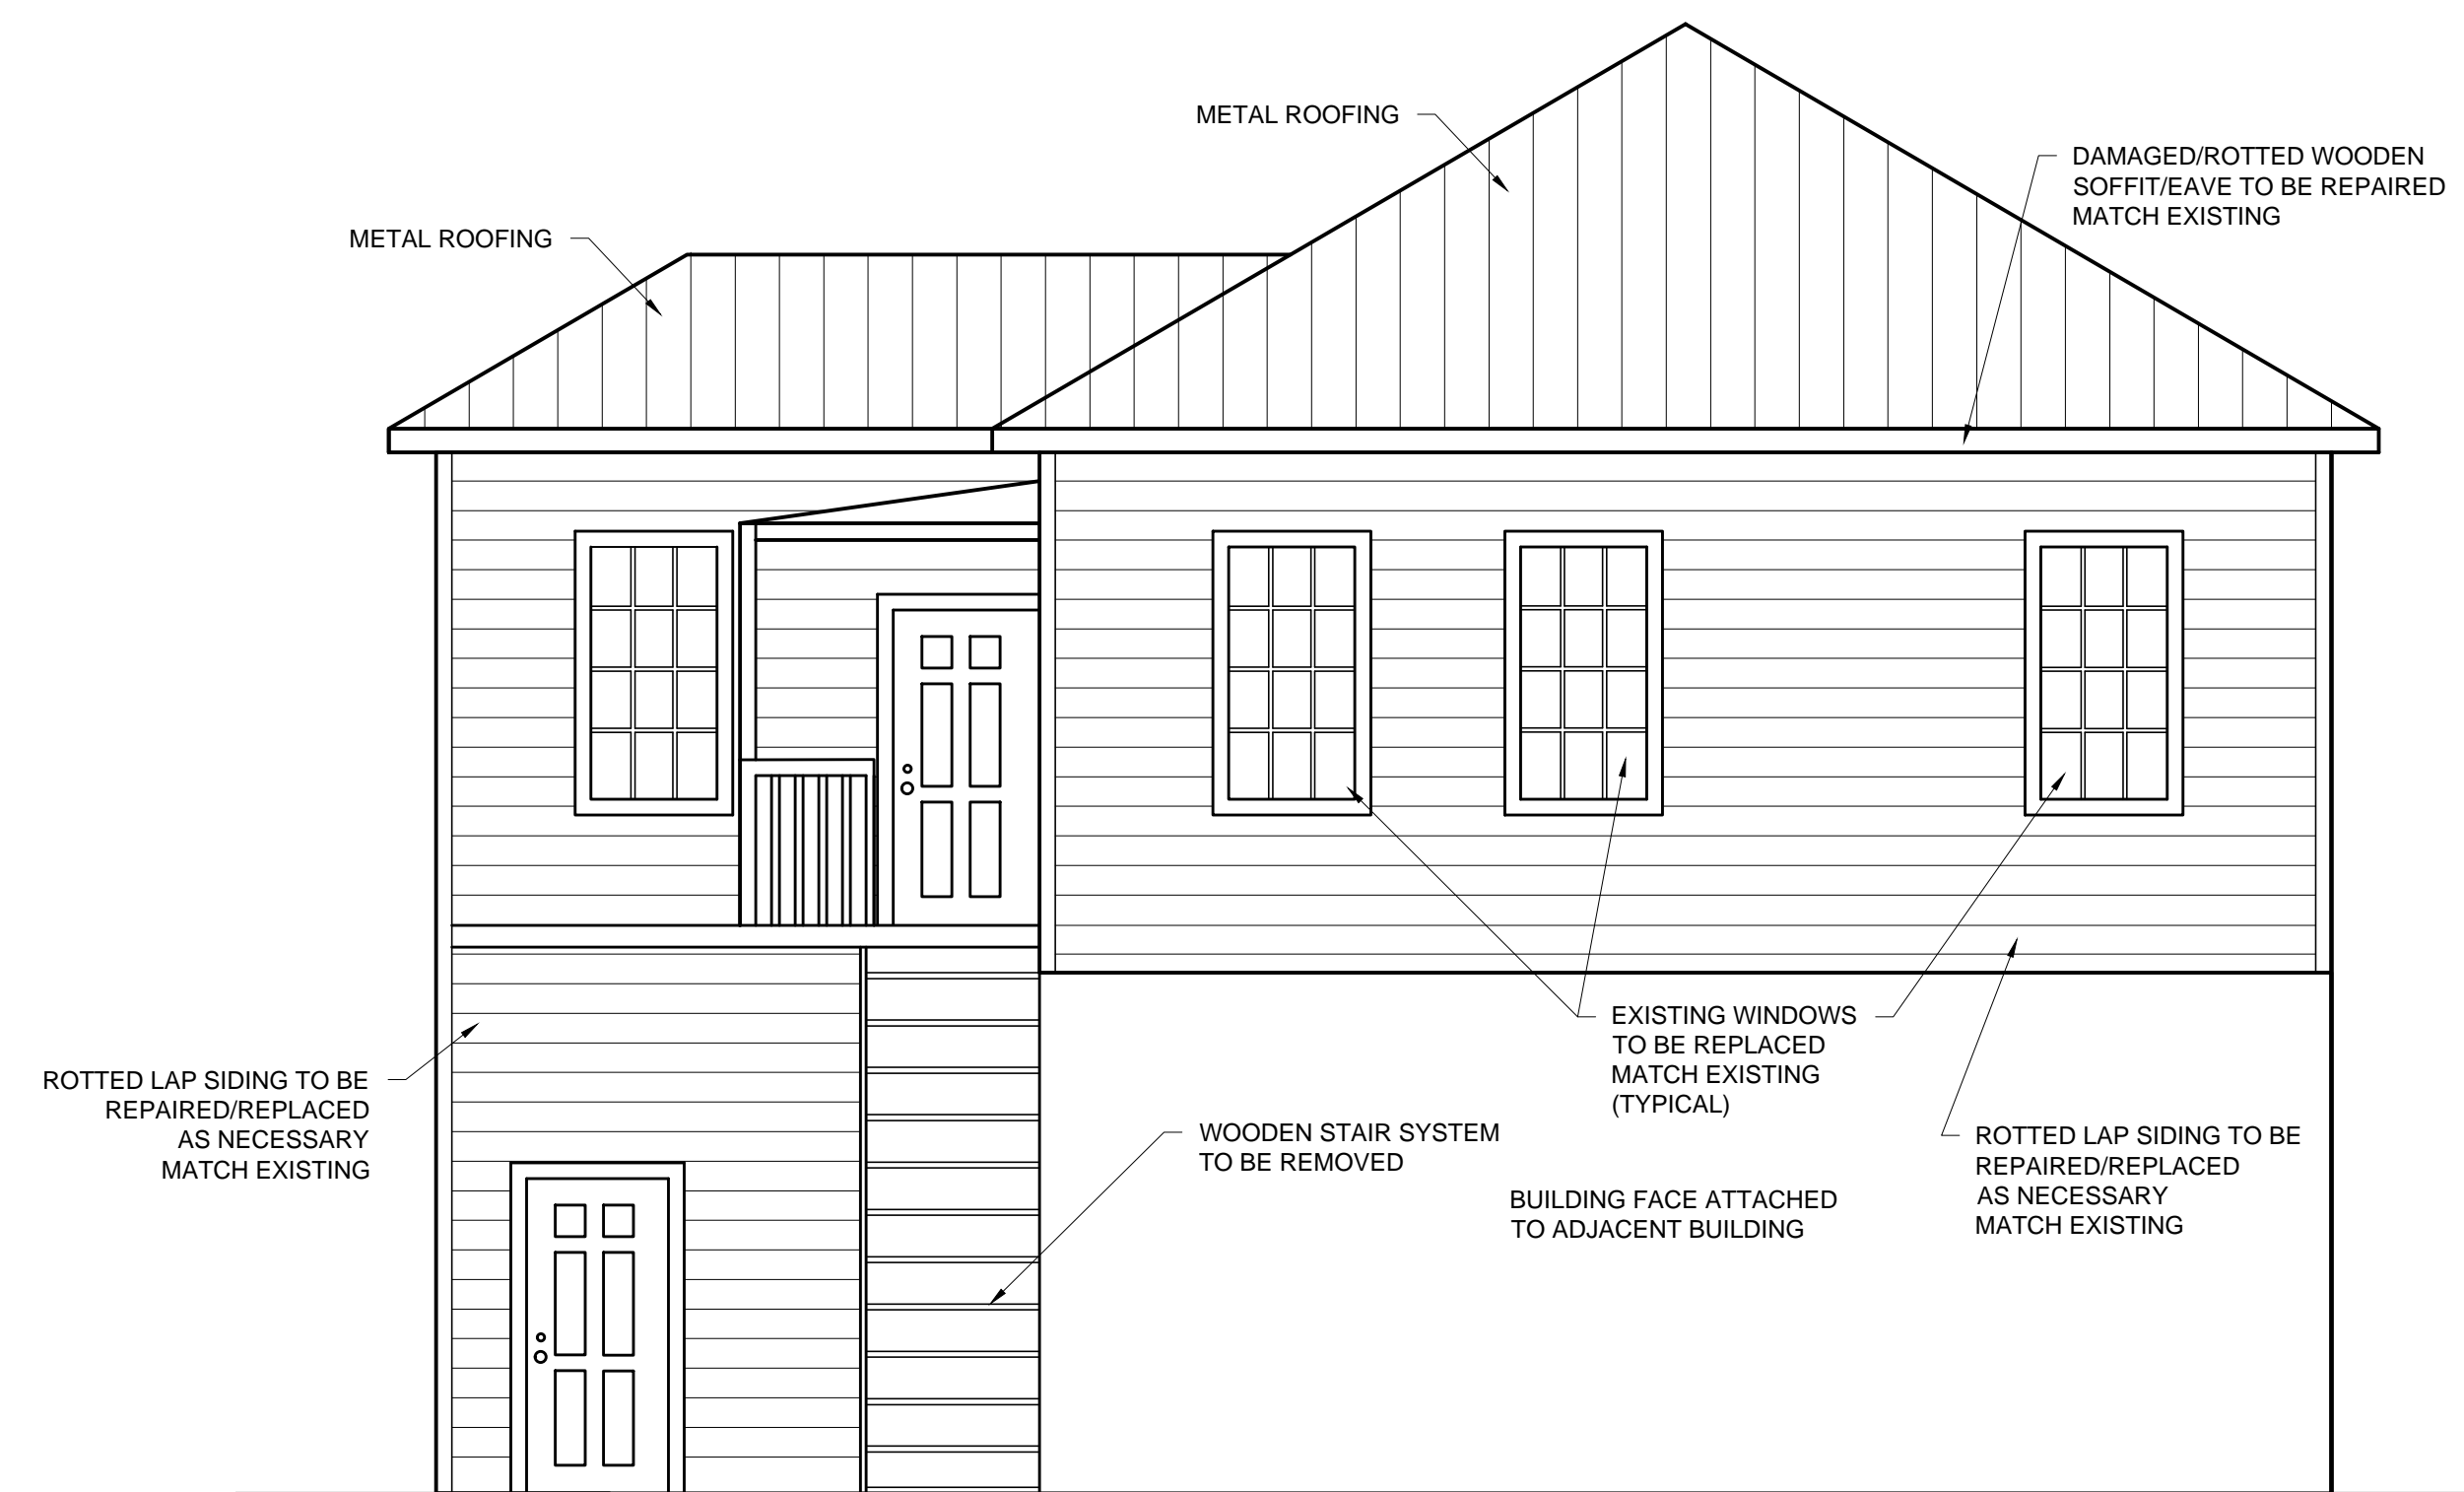 METAL ROOFING
DAMAGED/ROTTED WOODEN
SOFFIT/EAVE TO BE REPAIRED
MATCH EXISTING
METAL ROOFING
EXISTING WINDOWS
TO BE REPLACED
MATCH EXISTING
(TYPICAL)
ROTTED LAP SIDING TO BE
REPAIRED/REPLACED
AS NECESSARY
MATCH EXISTING
WOODEN STAIR SYSTEM
TO BE REMOVED
ROTTED LAP SIDING TO BE
REPAIRED/REPLACED
AS NECESSARY
MATCH EXISTING
BUILDING FACE ATTACHED
TO ADJACENT BUILDING